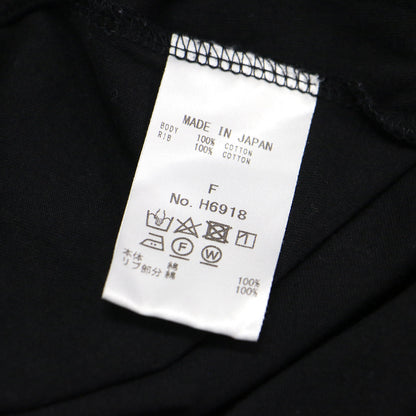 MADE IN JAPAN
BODY 100% COTTON
RIB 100% COTTON
F
No. H6918
F W
本体 綿 100%
リブ部分 綿 100%